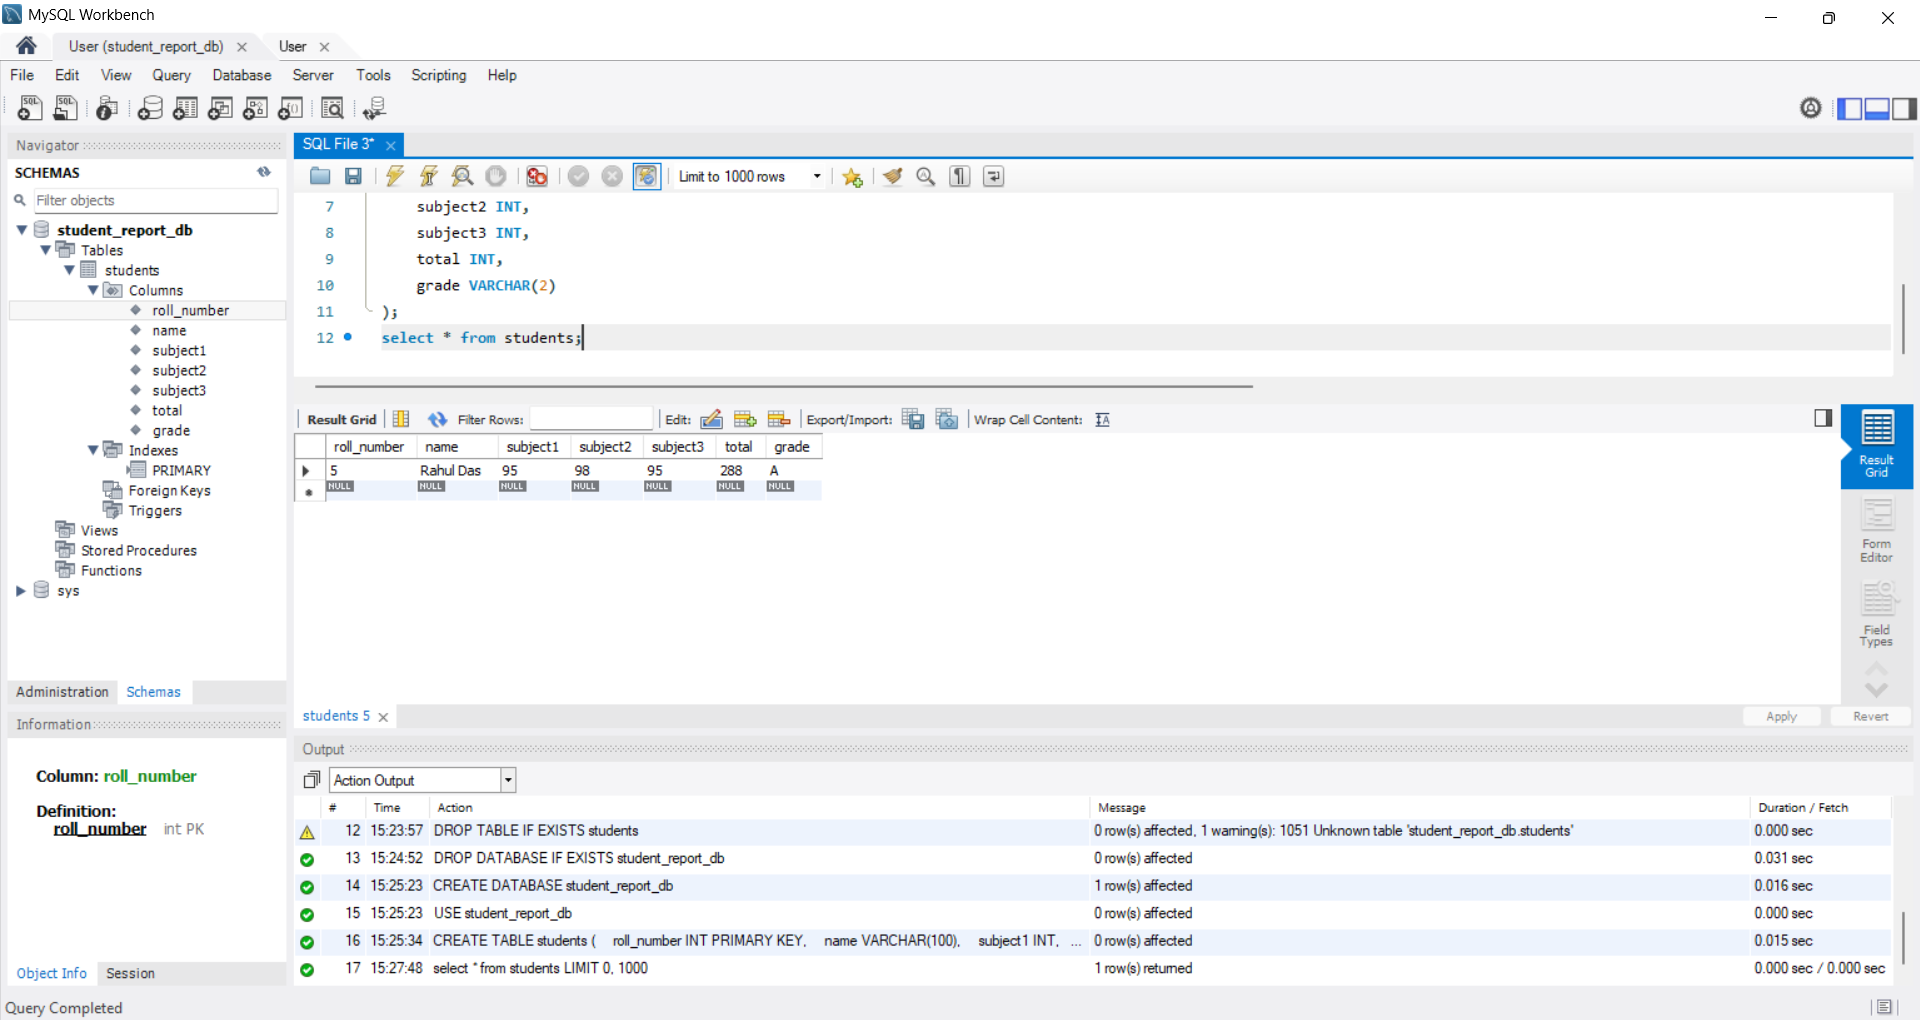 MySQL Workbench
User (student_report_db)
User
File Edit View Query Database Server Tools Scripting Help
Navigator
SCHEMAS
Filter objects
student_report_db
Tables
students
Columns
roll_number
name
subject1
subject2
subject3
total
grade
Indexes
PRIMARY
Foreign Keys
Triggers
Views
Stored Procedures
Functions
sys
Administration Schemas
Information
Column: roll_number
Definition:
roll_number int PK
Object Info Session
SQL File 3*
Limit to 1000 rows
7 subject2 INT,
8 subject3 INT,
9 total INT,
10 grade VARCHAR(2)
11 );
12 select * from students;
Result Grid Filter Rows: Edit: Export/Import: Wrap Cell Content:
roll_number name subject1 subject2 subject3 total grade
5 Rahul Das 95 98 95 288 A
NULL NULL NULL NULL NULL NULL NULL
Result
Grid
Form
Editor
Field
Types
students 5
Apply Revert
Output
Action Output
# Time Action Message Duration / Fetch
12 15:23:57 DROP TABLE IF EXISTS students 0 row(s) affected, 1 warning(s): 1051 Unknown table 'student_report_db.students' 0.000 sec
13 15:24:52 DROP DATABASE IF EXISTS student_report_db 0 row(s) affected 0.031 sec
14 15:25:23 CREATE DATABASE student_report_db 1 row(s) affected 0.016 sec
15 15:25:23 USE student_report_db 0 row(s) affected 0.000 sec
16 15:25:34 CREATE TABLE students ( roll_number INT PRIMARY KEY, name VARCHAR(100), subject1 INT, ... 0 row(s) affected 0.015 sec
17 15:27:48 select * from students LIMIT 0, 1000 1 row(s) returned 0.000 sec / 0.000 sec
Query Completed